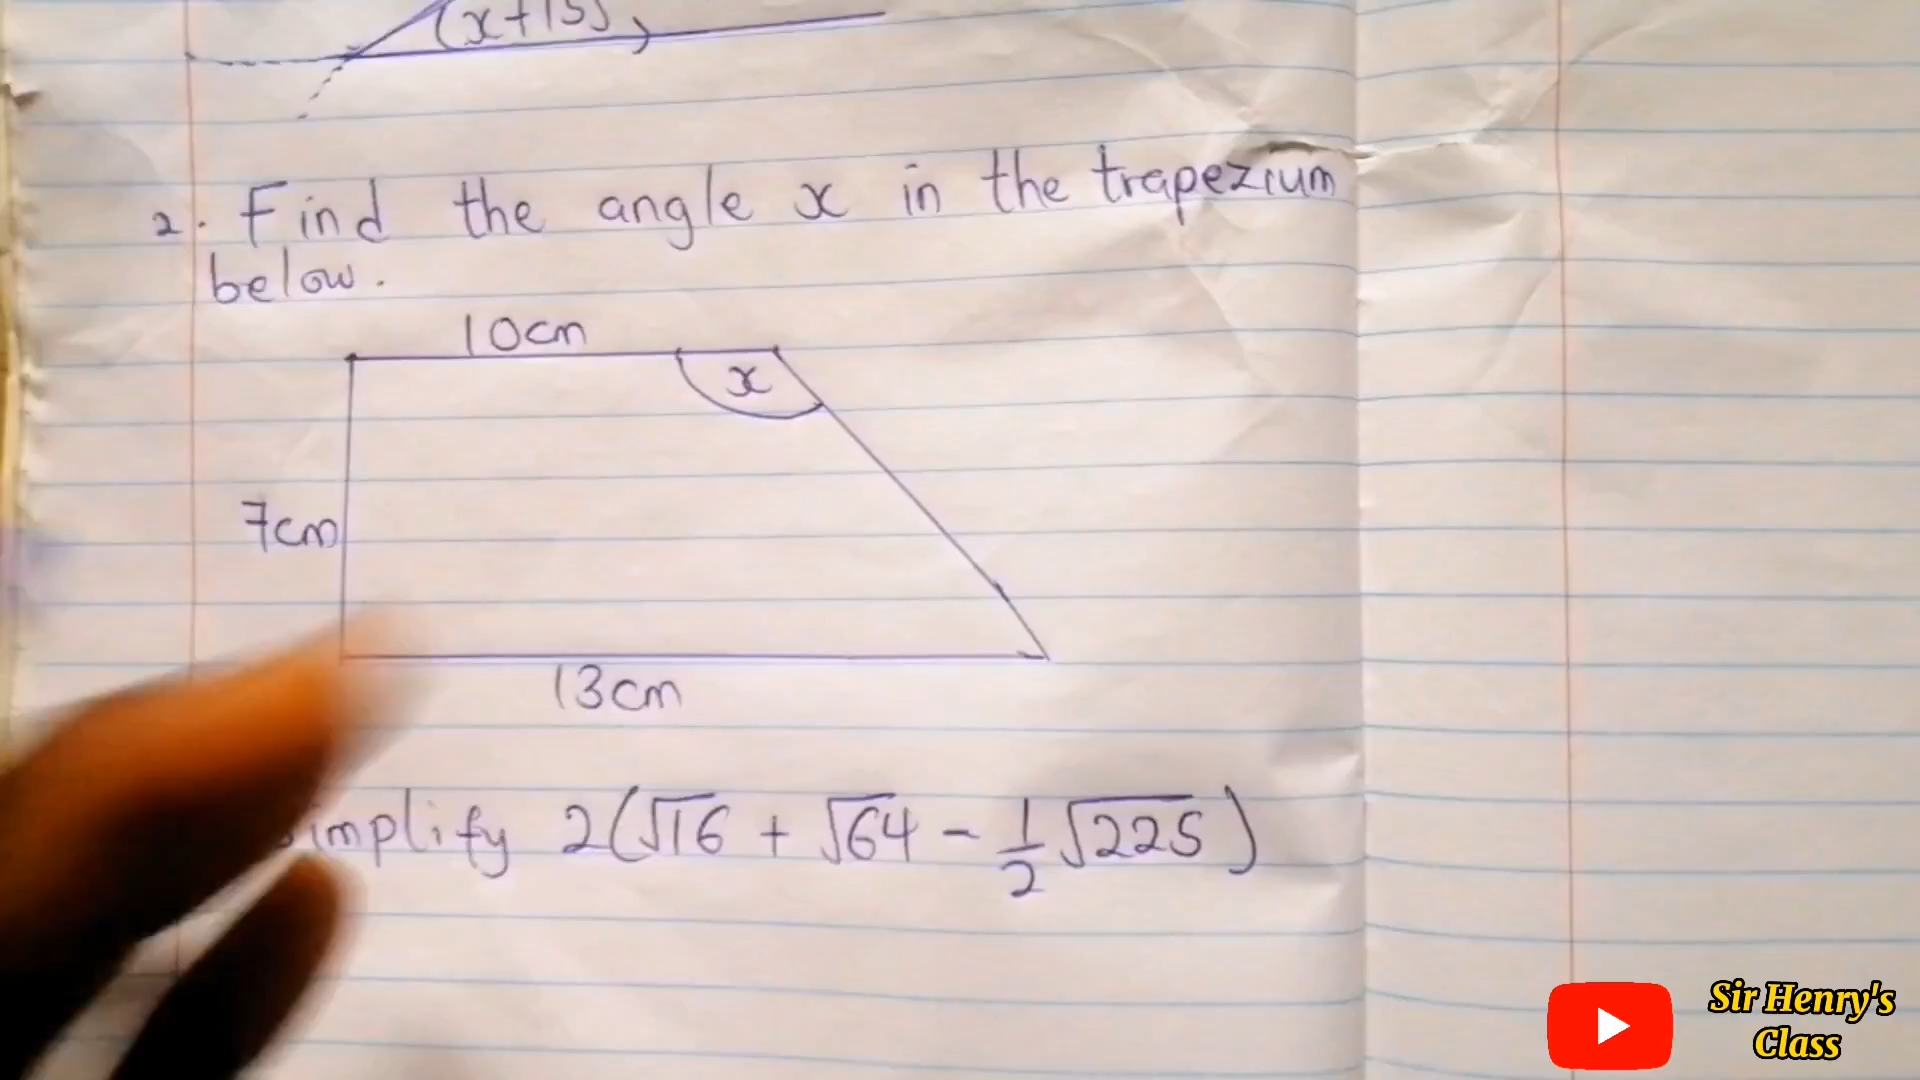 (x+15)
2. Find the angle x in the trapezium
below.
10cm
x
7cm
13cm
simplify 2(√16 + √64 - 1/2 √225)
Sir Henry's
Class